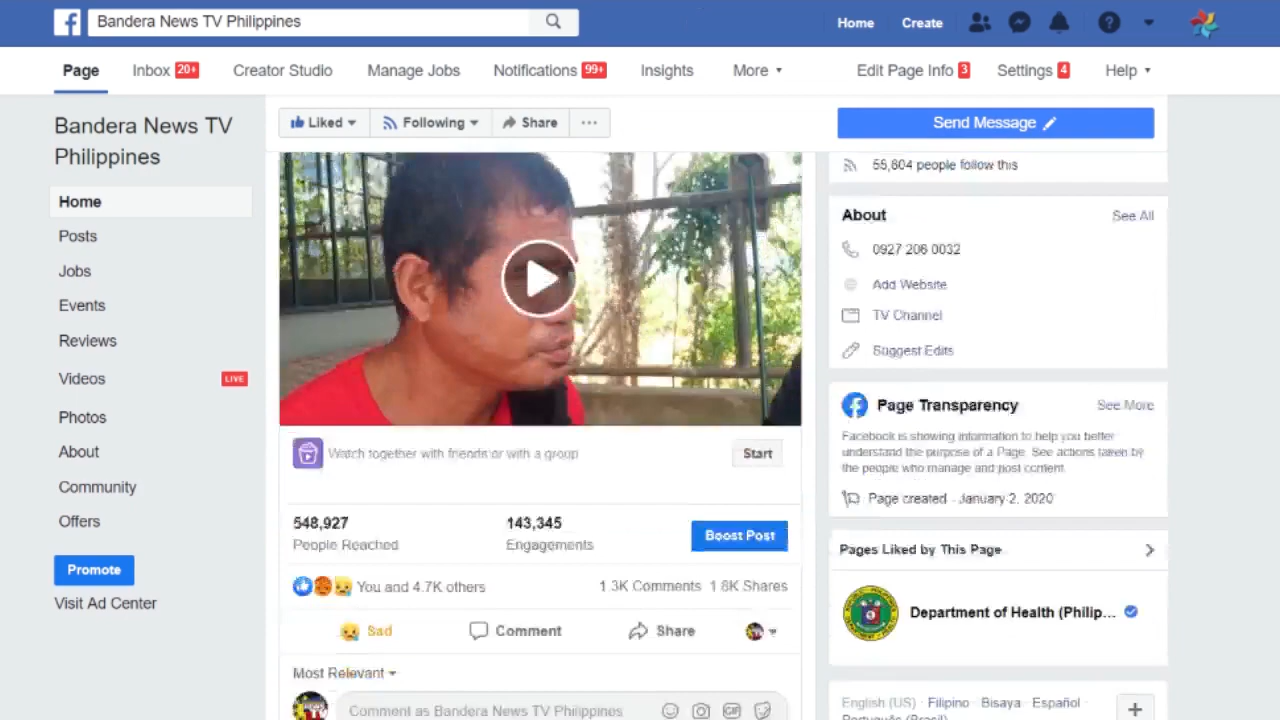 Bandera News TV Philippines
Home Create
Page Inbox 20+ Creator Studio Manage Jobs Notifications 99+ Insights More Edit Page Info 3 Settings 4 Help
Bandera News TV
Philippines
Home
Posts
Jobs
Events
Reviews
Videos LIVE
Photos
About
Community
Offers
Promote
Visit Ad Center
Liked Following Share
Watch together with friends or with a group Start
548,927 143,345
People Reached Engagements
Boost Post
You and 4.7K others 1.3K Comments 1.8K Shares
Sad Comment Share
Most Relevant
Comment as Bandera News TV Philippines GIF
Send Message
55,604 people follow this
About See All
0927 206 0032
Add Website
TV Channel
Suggest Edits
Page Transparency See More
Facebook is showing information to help you better
understand the purpose of a Page. See actions taken by
the people who manage and post content.
Page created - January 2, 2020
Pages Liked by This Page
Department of Health (Philip...
English (US) · Filipino · Bisaya · Español ·
Português (Brasil)